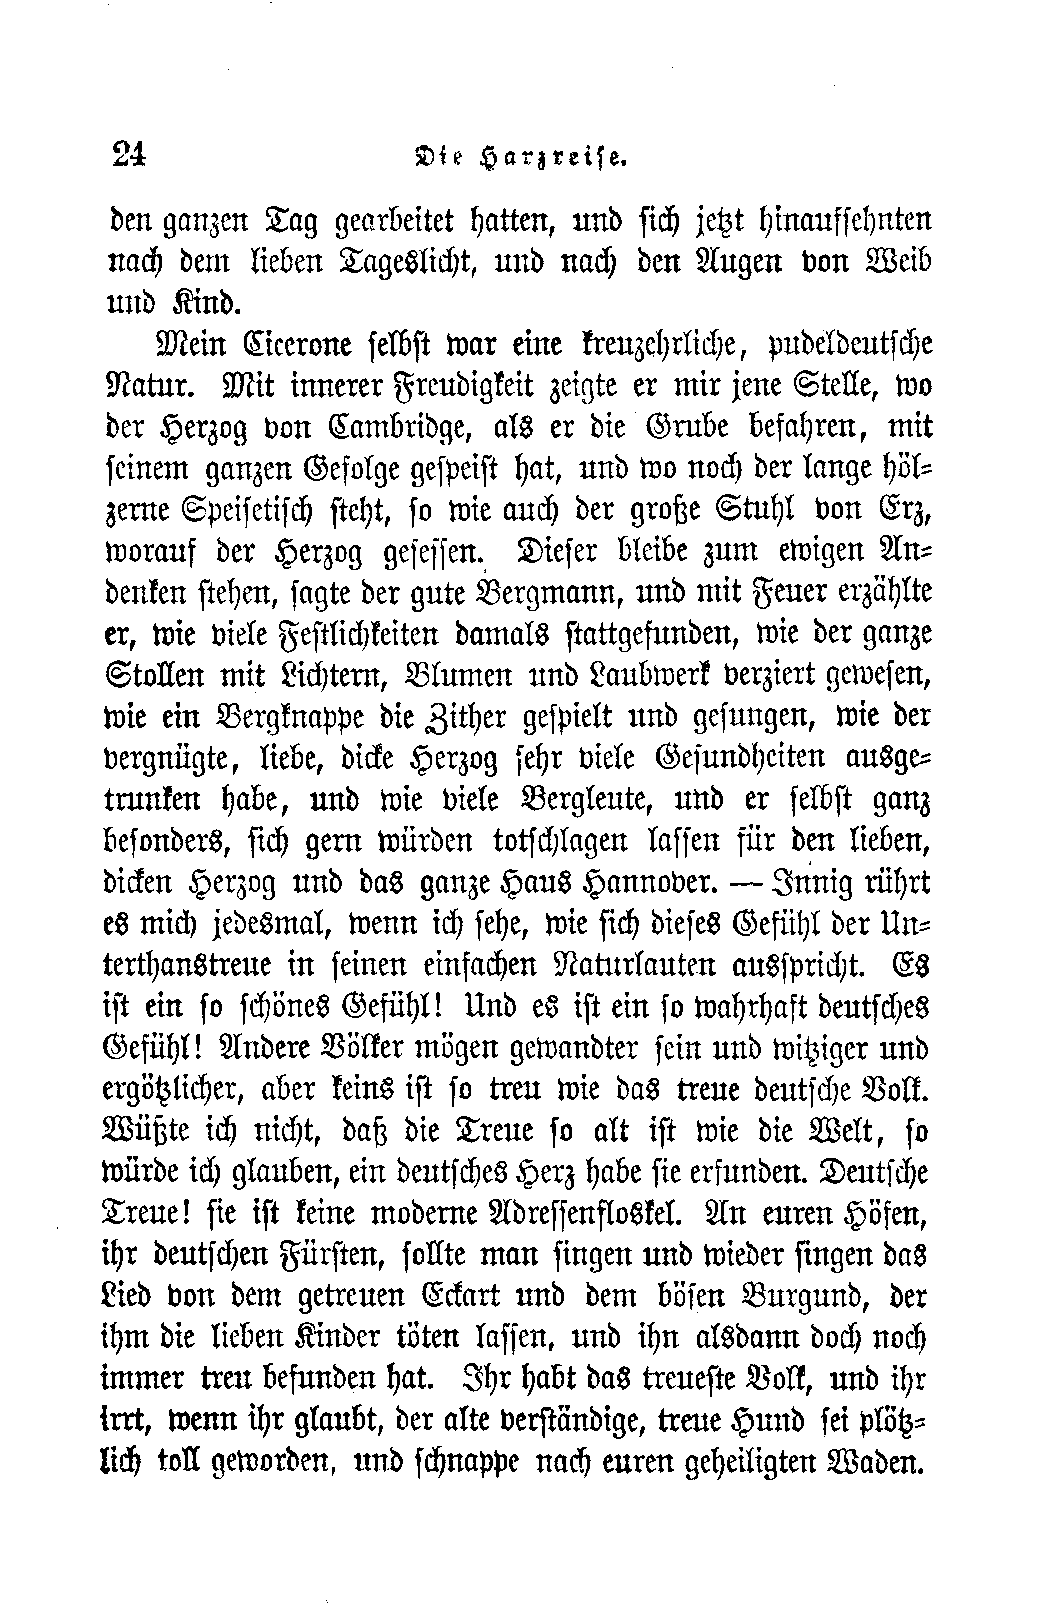 24 Die Harzreise.
den ganzen Tag gearbeitet hatten, und sich jetzt hinaufsehnten
nach dem lieben Tageslicht, und nach den Augen von Weib
und Kind.
Mein Cicerone selbst war eine kreuzehrliche, pudeldeutsche
Natur. Mit innerer Freudigkeit zeigte er mir jene Stelle, wo
der Herzog von Cambridge, als er die Grube befahren, mit
seinem ganzen Gefolge gespeist hat, und wo noch der lange höl-
zerne Speisetisch steht, so wie auch der große Stuhl von Erz,
worauf der Herzog gesessen. Dieser bleibe zum ewigen An-
denken stehen, sagte der gute Bergmann, und mit Feuer erzählte
er, wie viele Festlichkeiten damals stattgefunden, wie der ganze
Stollen mit Lichtern, Blumen und Laubwerk verziert gewesen,
wie ein Bergknappe die Zither gespielt und gesungen, wie der
vergnügte, liebe, dicke Herzog sehr viele Gesundheiten ausge-
trunken habe, und wie viele Bergleute, und er selbst ganz
besonders, sich gern würden totschlagen lassen für den lieben,
dicken Herzog und das ganze Haus Hannover. — Innig rührt
es mich jedesmal, wenn ich sehe, wie sich dieses Gefühl der Un-
terthanstreue in seinen einfachen Naturlauten ausspricht. Es
ist ein so schönes Gefühl! Und es ist ein so wahrhaft deutsches
Gefühl! Andere Völker mögen gewandter sein und witziger und
ergötzlicher, aber keins ist so treu wie das treue deutsche Volk.
Wüßte ich nicht, daß die Treue so alt ist wie die Welt, so
würde ich glauben, ein deutsches Herz habe sie erfunden. Deutsche
Treue! sie ist keine moderne Adressenfloskel. An euren Höfen,
ihr deutschen Fürsten, sollte man singen und wieder singen das
Lied von dem getreuen Eckart und dem bösen Burgund, der
ihm die lieben Kinder töten lassen, und ihn alsdann doch noch
immer treu befunden hat. Ihr habt das treueste Volk, und ihr
irrt, wenn ihr glaubt, der alte verständige, treue Hund sei plötz-
lich toll geworden, und schnappe nach euren geheiligten Waden.